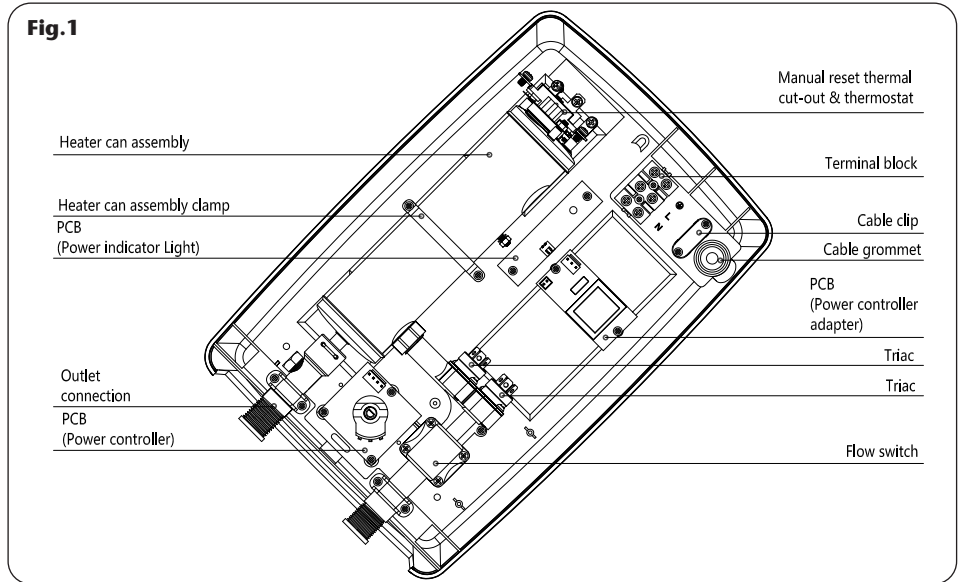 Fig.1
Heater can assembly
Heater can assembly clamp
PCB
(Power indicator Light)
Outlet
connection
PCB
(Power controller)
Manual reset thermal
cut-out & thermostat
Terminal block
Cable clip
Cable grommet
PCB
(Power controller
adapter)
Triac
Triac
Flow switch
L
N